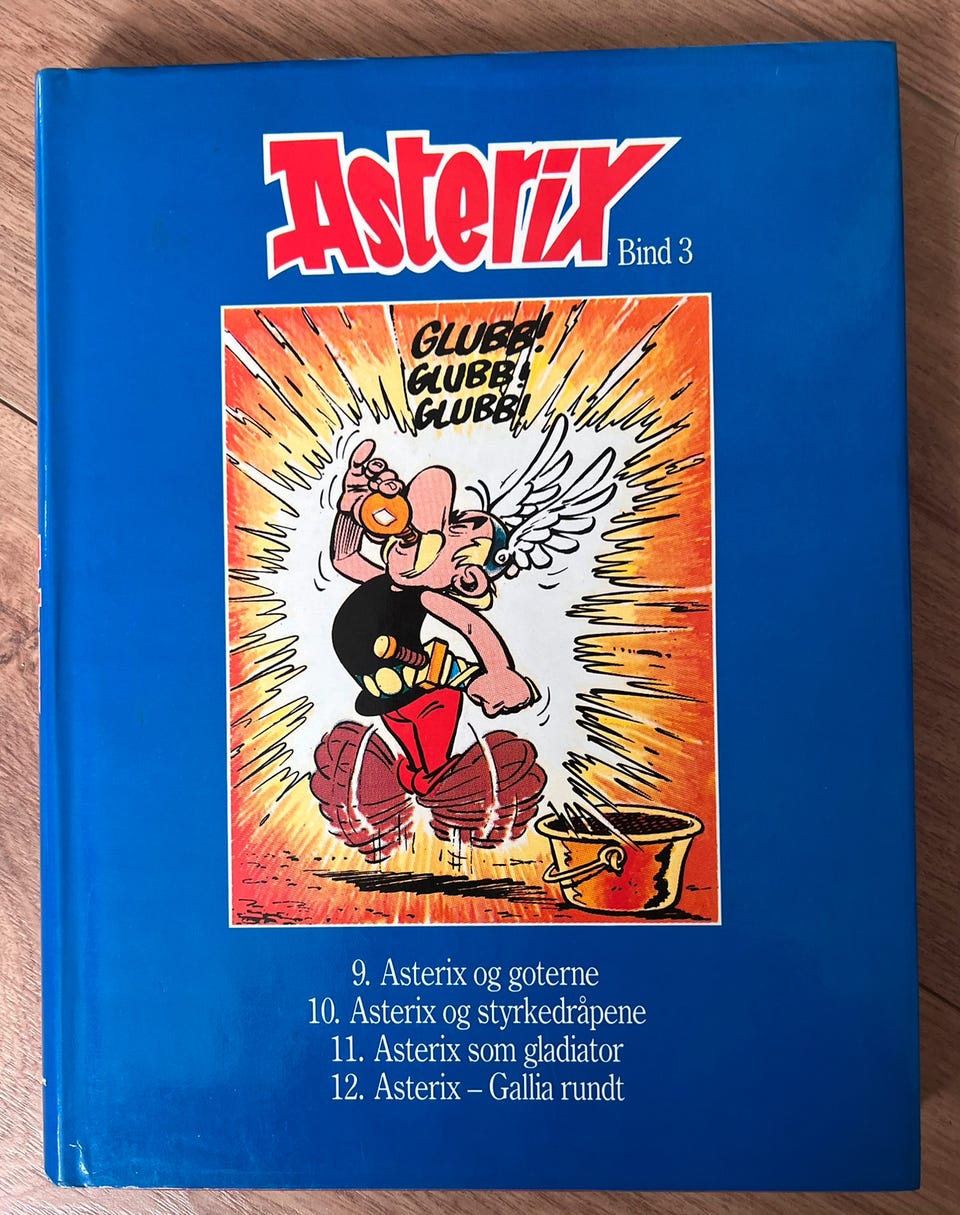 Asterix
Bind 3
GLUBB!
GLUBB!
GLUBB!
9. Asterix og goterne
10. Asterix og styrkedråpene
11. Asterix som gladiator
12. Asterix – Gallia rundt